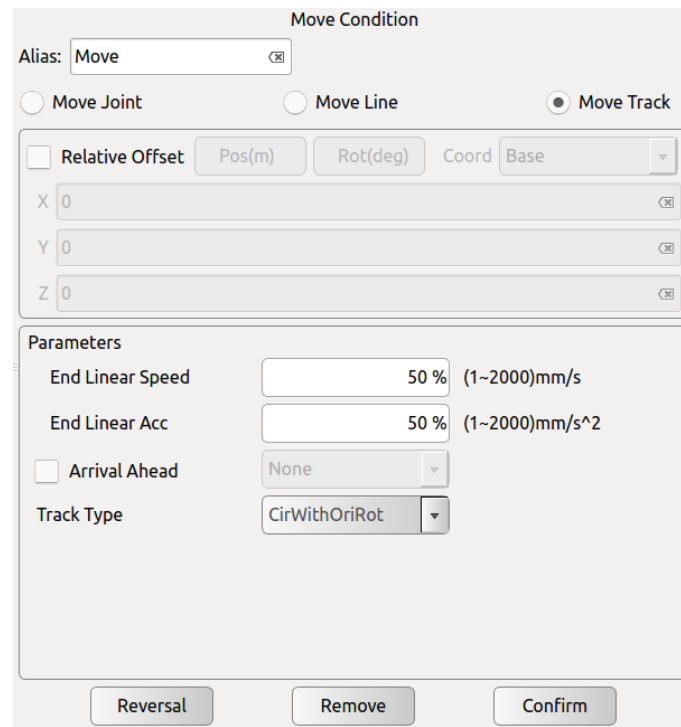 Move Condition
Alias: Move
Move Joint Move Line Move Track
Relative Offset Pos(m) Rot(deg) Coord Base
X 0
Y 0
Z 0
Parameters
End Linear Speed 50 % (1~2000)mm/s
End Linear Acc 50 % (1~2000)mm/s^2
Arrival Ahead None
Track Type CirWithOriRot
Reversal Remove Confirm